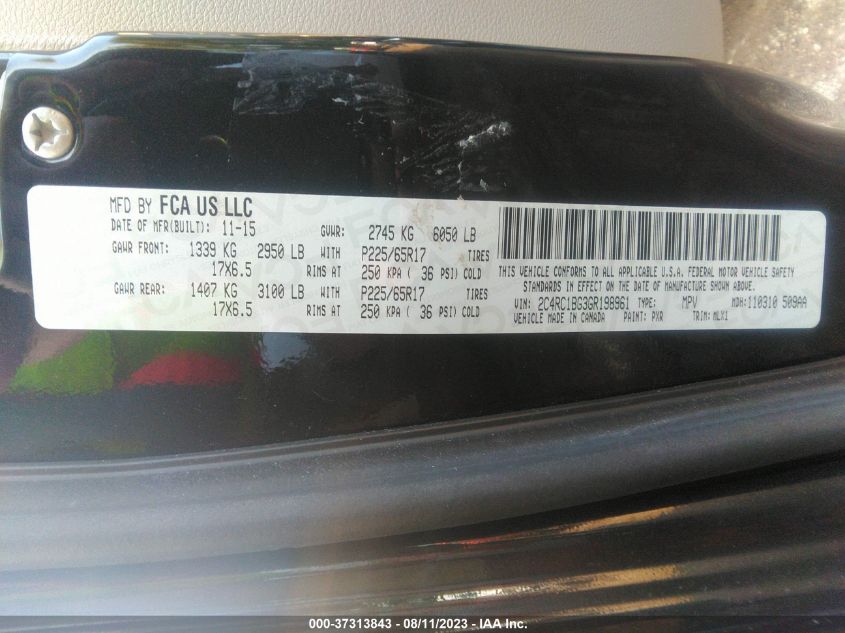 MFD BY FCA US LLC
DATE OF MFR(BUILT): 11-15 GVWR: 2745 KG 6050 LB
GAWR FRONT: 1339 KG 2950 LB WITH P225/65R17 TIRES
17X6.5 RIMS AT 250 KPA ( 36 PSI) COLD
GAWR REAR: 1407 KG 3100 LB WITH P225/65R17 TIRES
17X6.5 RIMS AT 250 KPA ( 36 PSI) COLD
THIS VEHICLE CONFORMS TO ALL APPLICABLE U.S.A. FEDERAL MOTOR VEHICLE SAFETY
STANDARDS IN EFFECT ON THE DATE OF MANUFACTURE SHOWN ABOVE.
VIN: 2C4RC1BG3GR198961 TYPE: MPV MDH: 110310 509AA
VEHICLE MADE IN CANADA PAINT: PXR TRIM: MLX1
000-37313843 - 08/11/2023 - IAA Inc.